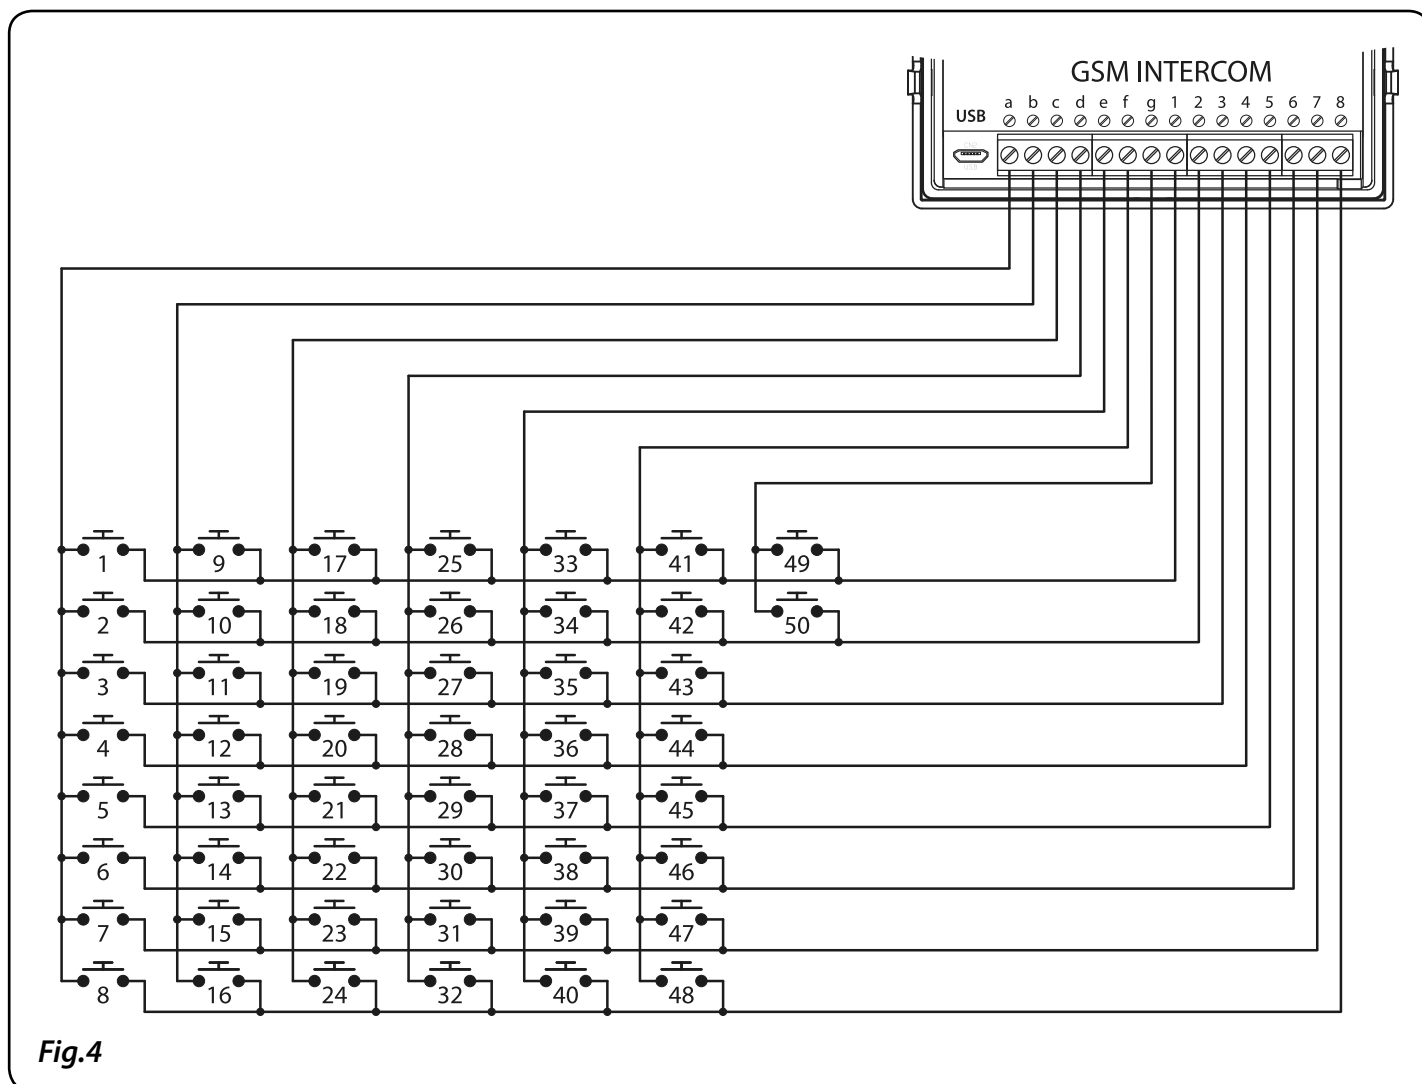 GSM INTERCOM
USB a b c d e f g 1 2 3 4 5 6 7 8
USB
1 9 17 25 33 41 49
2 10 18 26 34 42 50
3 11 19 27 35 43
4 12 20 28 36 44
5 13 21 29 37 45
6 14 22 30 38 46
7 15 23 31 39 47
8 16 24 32 40 48
Fig.4